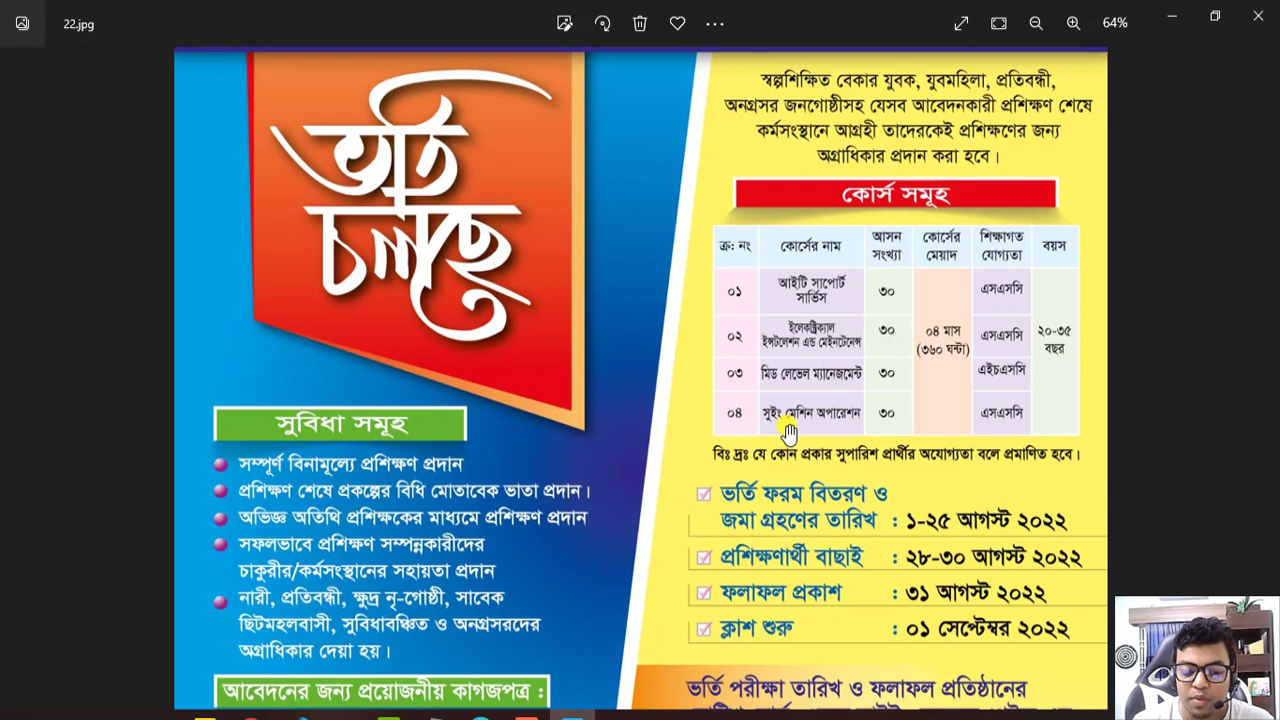 22.jpg
64%
ভর্তি
চলছে
সুবিধা সমূহ
সম্পূর্ণ বিনামূল্যে প্রশিক্ষণ প্রদান
প্রশিক্ষণ শেষে প্রকল্পের বিধি মোতাবেক ভাতা প্রদান।
অভিজ্ঞ অতিথি প্রশিক্ষকের মাধ্যমে প্রশিক্ষণ প্রদান
সফলভাবে প্রশিক্ষণ সম্পন্নকারীদের
চাকুরীর/কর্মসংস্থানের সহায়তা প্রদান
নারী, প্রতিবন্ধী, ক্ষুদ্র নৃ-গোষ্ঠী, সাবেক
ছিটমহলবাসী, সুবিধাবঞ্চিত ও অনগ্রসরদের
অগ্রাধিকার দেয়া হয়।
আবেদনের জন্য প্রয়োজনীয় কাগজপত্র :
স্বল্পশিক্ষিত বেকার যুবক, যুবমহিলা, প্রতিবন্ধী,
অনগ্রসর জনগোষ্ঠীসহ যেসব আবেদনকারী প্রশিক্ষণ শেষে
কর্মসংস্থানে আগ্রহী তাদেরকেই প্রশিক্ষণের জন্য
অগ্রাধিকার প্রদান করা হবে।
কোর্স সমূহ
ক্র: নং কোর্সের নাম আসন সংখ্যা কোর্সের মেয়াদ শিক্ষাগত যোগ্যতা বয়স
০১ আইটি সাপোর্ট সার্ভিস ৩০ এসএসসি
০২ ইলেকট্রিক্যাল ইন্সটলেশন এন্ড মেইনটেনেন্স ৩০ ০৪ মাস (৩৬০ ঘন্টা) এসএসসি ২০-৩৫ বছর
০৩ মিড লেভেল ম্যানেজমেন্ট ৩০ এইচএসসি
০৪ সুইং মেশিন অপারেশন ৩০ এসএসসি
বিঃ দ্রঃ যে কোন প্রকার সুপারিশ প্রার্থীর অযোগ্যতা বলে প্রমাণিত হবে।
ভর্তি ফরম বিতরণ ও
জমা গ্রহণের তারিখ : ১-২৫ আগস্ট ২০২২
প্রশিক্ষণার্থী বাছাই : ২৮-৩০ আগস্ট ২০২২
ফলাফল প্রকাশ : ৩১ আগস্ট ২০২২
ক্লাশ শুরু : ০১ সেপ্টেম্বর ২০২২
ভর্তি পরীক্ষা তারিখ ও ফলাফল প্রতিষ্ঠানের